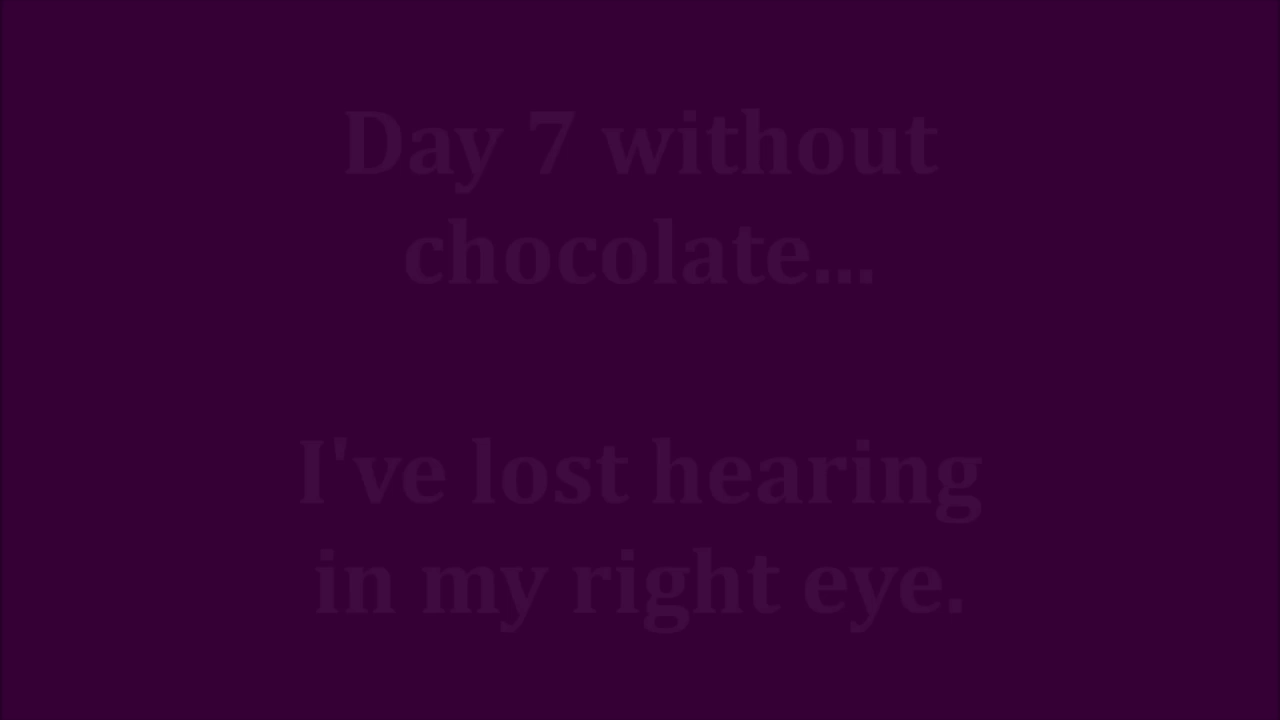 Day 7 without
chocolate...
I've lost hearing
in my right eye.